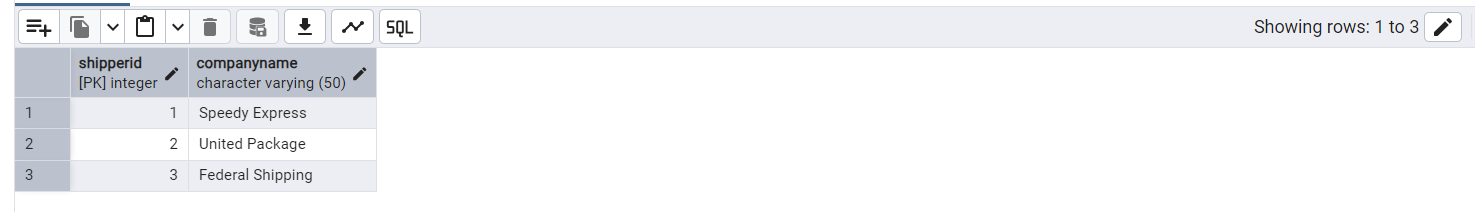 SQL
Showing rows: 1 to 3
shipperid companyname
[PK] integer character varying (50)
1 1 Speedy Express
2 2 United Package
3 3 Federal Shipping